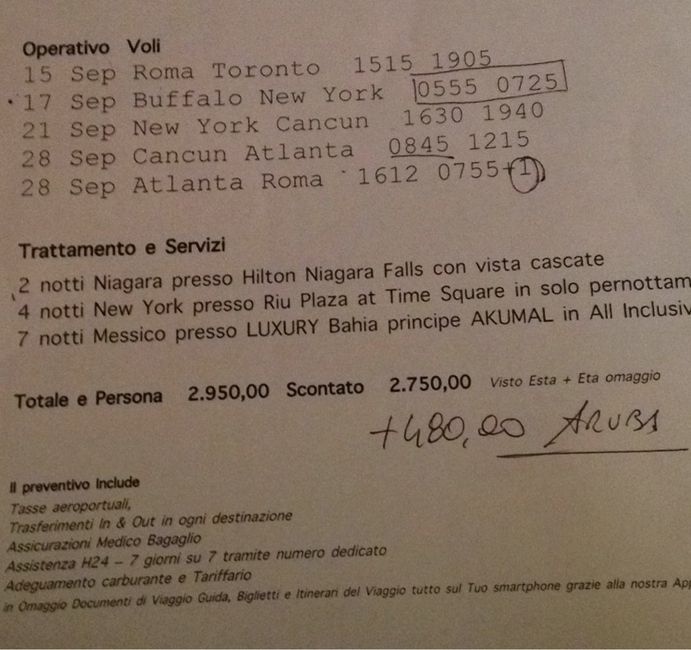 Operativo Voli
15 Sep Roma Toronto 1515 1905
17 Sep Buffalo New York 0555 0725
21 Sep New York Cancun 1630 1940
28 Sep Cancun Atlanta 0845 1215
28 Sep Atlanta Roma 1612 0755+1
Trattamento e Servizi
2 notti Niagara presso Hilton Niagara Falls con vista cascate
4 notti New York presso Riu Plaza at Time Square in solo pernottam
7 notti Messico presso LUXURY Bahia principe AKUMAL in All Inclusiv
Totale e Persona 2.950,00 Scontato 2.750,00 Visto Esta + Eta omaggio
+480,00 ARUBA
Il preventivo Include
Tasse aeroportuali,
Trasferimenti In & Out in ogni destinazione
Assicurazioni Medico Bagaglio
Assistenza H24 – 7 giorni su 7 tramite numero dedicato
Adeguamento carburante e Tariffario
in Omaggio Documenti di Viaggio Guida, Biglietti e Itinerari del Viaggio tutto sul Tuo smartphone grazie alla nostra App